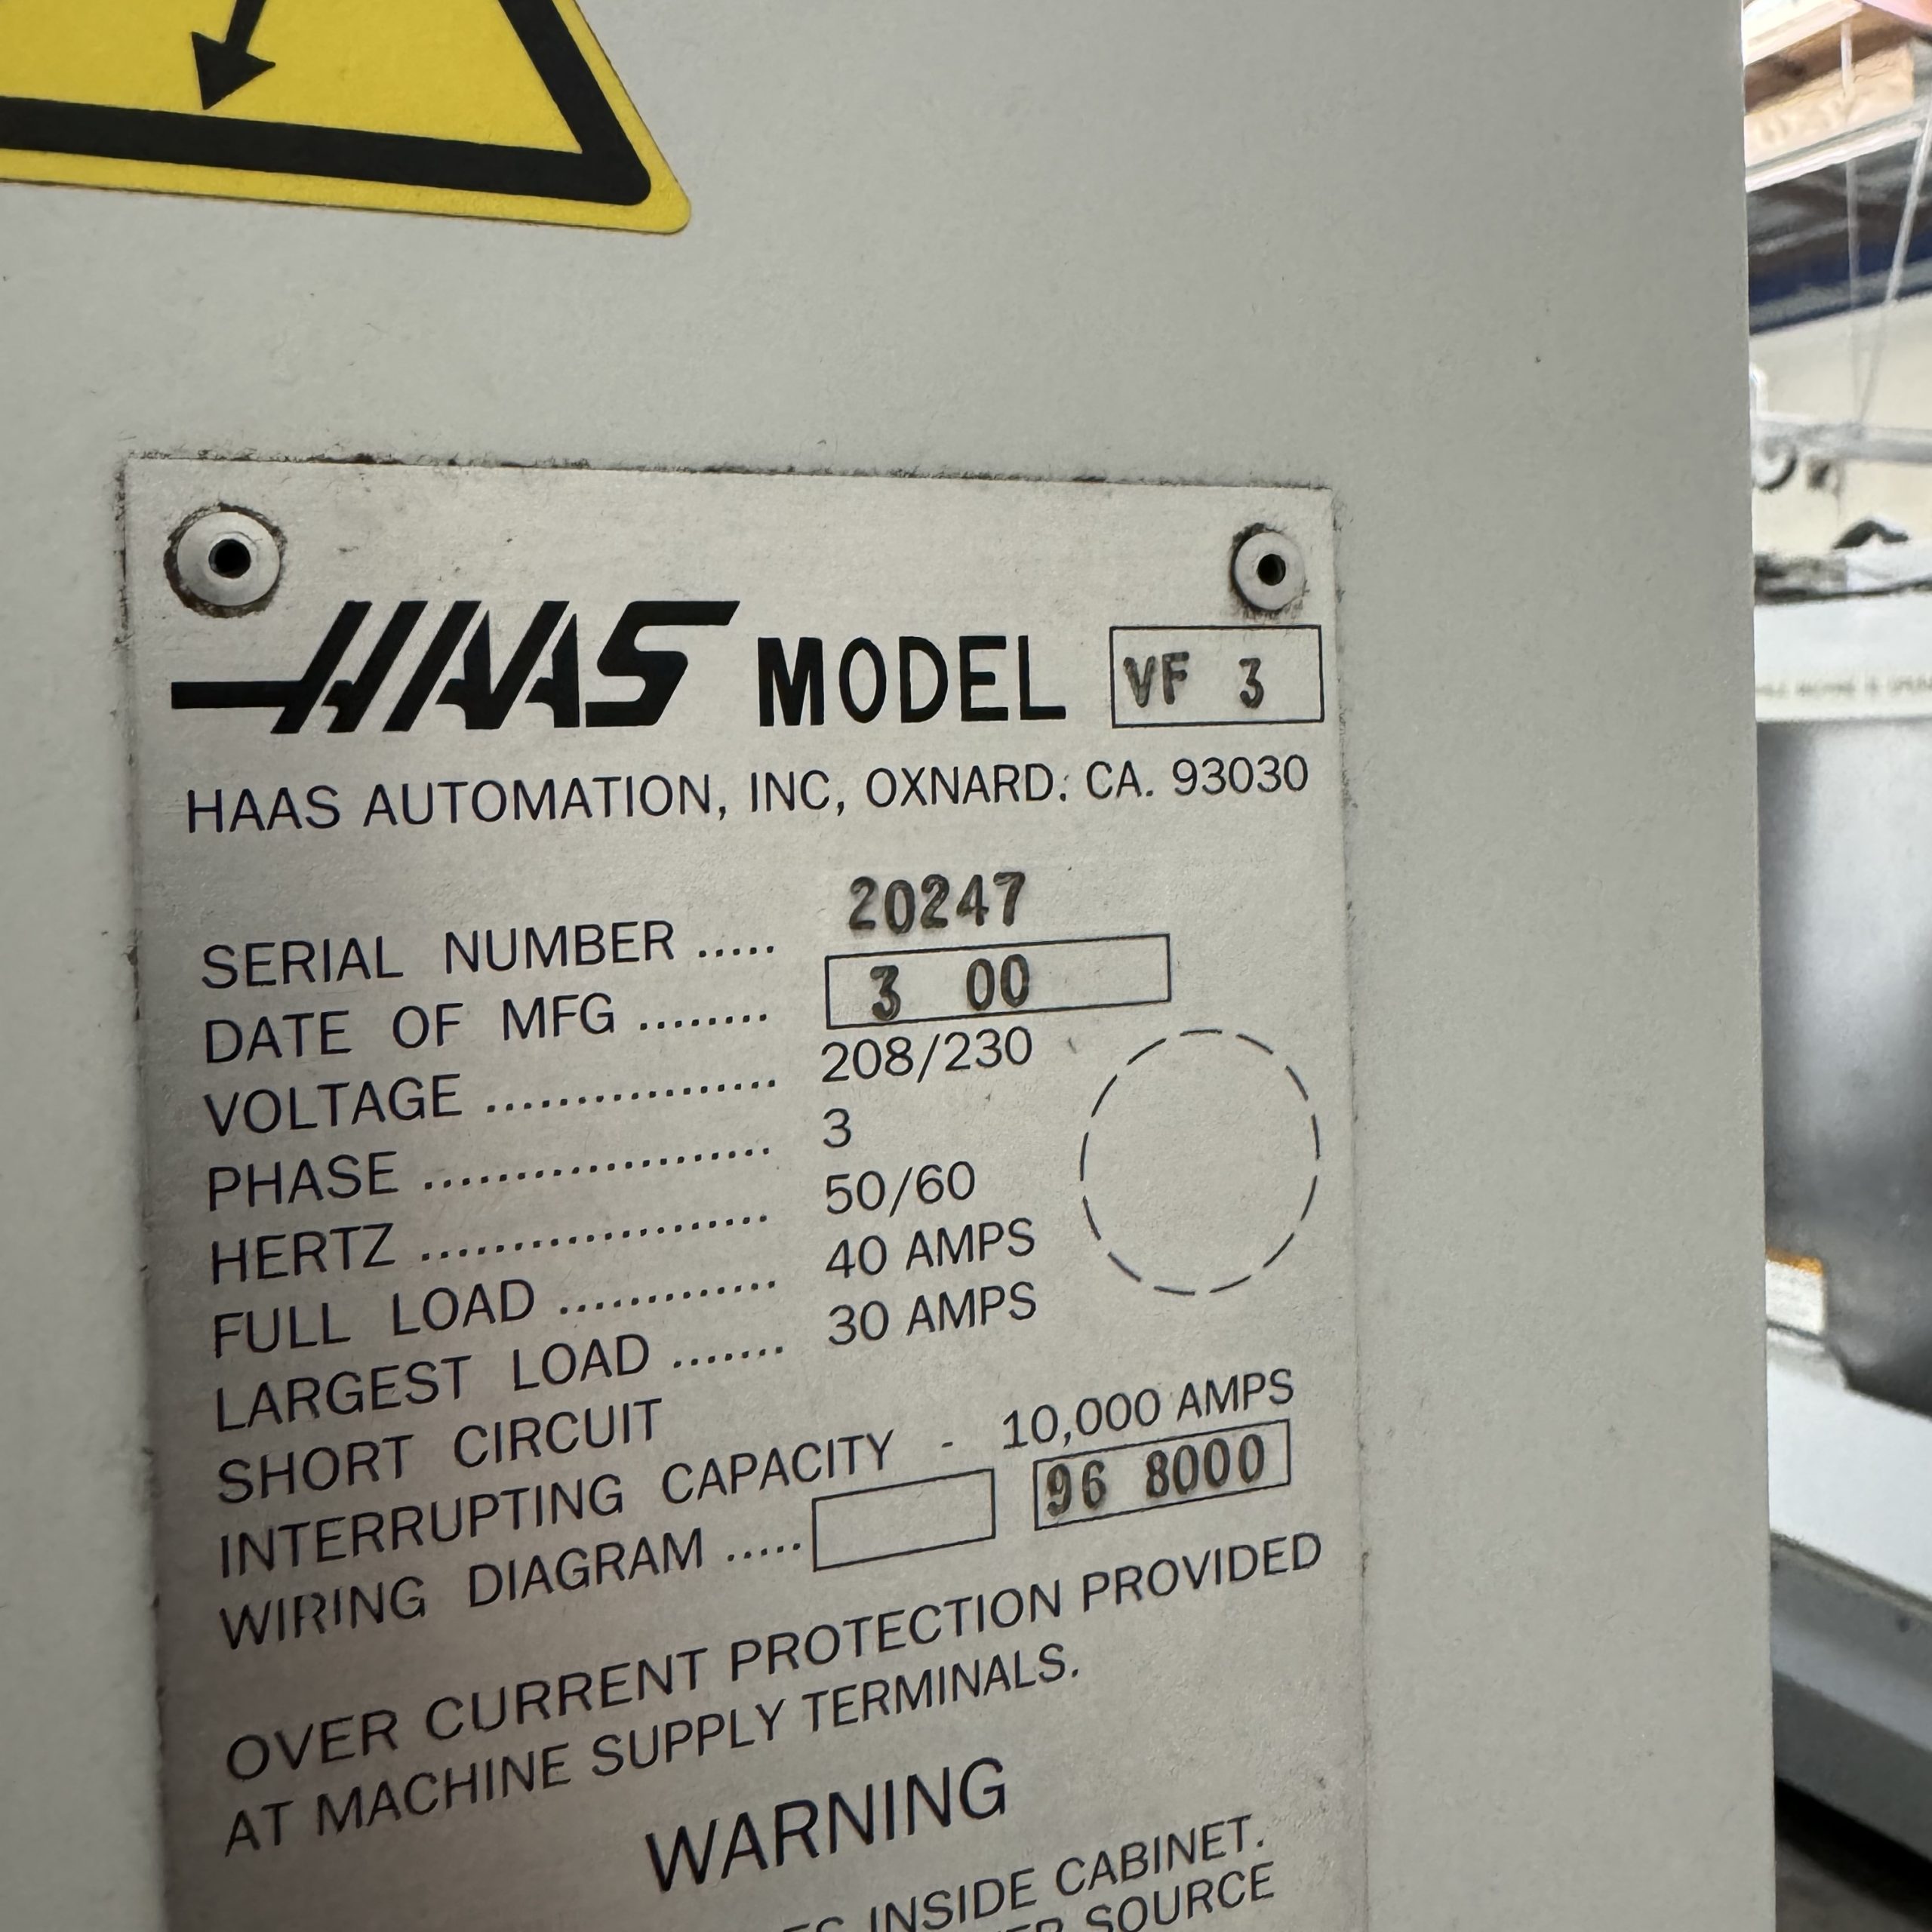 HAAS MODEL VF 3
HAAS AUTOMATION, INC, OXNARD: CA. 93030
SERIAL NUMBER ..... 20247
DATE OF MFG ........ 3 00
VOLTAGE ................. 208/230
PHASE .................... 3
HERTZ .................... 50/60
FULL LOAD ............. 40 AMPS
LARGEST LOAD ....... 30 AMPS
SHORT CIRCUIT
INTERRUPTING CAPACITY - 10,000 AMPS
WIRING DIAGRAM ..... 96 8000
OVER CURRENT PROTECTION PROVIDED
AT MACHINE SUPPLY TERMINALS.
WARNING
INSIDE CABINET.
SOURCE